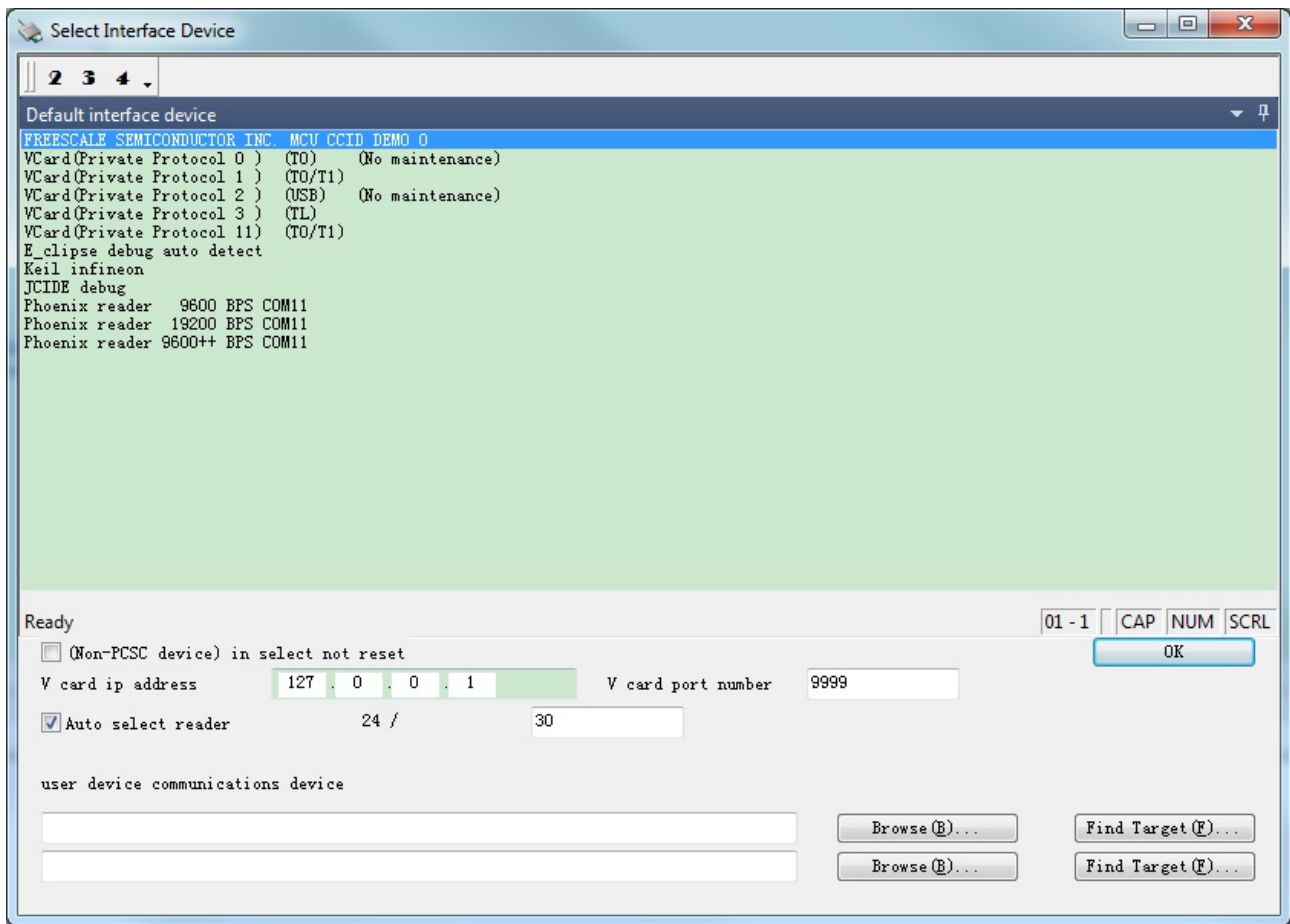 Select Interface Device
2 3 4
Default interface device
FREESCALE SEMICONDUCTOR INC. MCU CCID DEMO 0
VCard(Private Protocol 0 ) (T0) (No maintenance)
VCard(Private Protocol 1 ) (T0/T1)
VCard(Private Protocol 2 ) (USB) (No maintenance)
VCard(Private Protocol 3 ) (TL)
VCard(Private Protocol 11) (T0/T1)
E_clipse debug auto detect
Keil infineon
JCIDE debug
Phoenix reader 9600 BPS COM11
Phoenix reader 19200 BPS COM11
Phoenix reader 9600++ BPS COM11
Ready 01 - 1 CAP NUM SCRL
(Non-PCSC device) in select not reset OK
V card ip address 127 . 0 . 0 . 1 V card port number 9999
Auto select reader 24 / 30
user device communications device
Browse(B)... Find Target(F)...
Browse(B)... Find Target(F)...